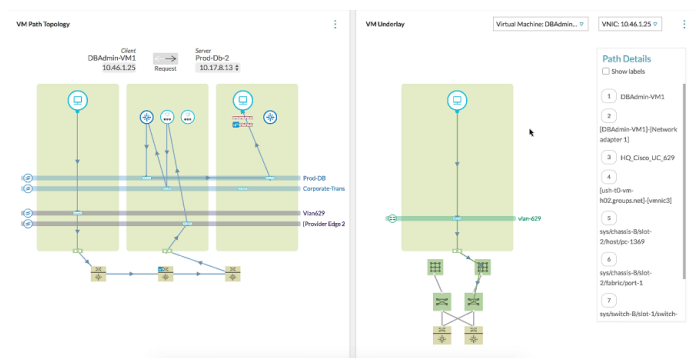 VM Path Topology
Client
DBAdmin-VM1
10.46.1.25
Request
Server
Prod-Db-2
10.17.8.13
Prod-DB
Corporate-Trans
Vlan629
[Provider Edge 2
VM Underlay
Virtual Machine: DBAdmin...
VNIC: 10.46.1.25
vlan-629
Path Details
Show labels
1 DBAdmin-VM1
2
[DBAdmin-VM1]-[Network
adapter 1]
3 HQ_Cisco_UC_629
4
[ush-t0-vm-
h02.groups.net]-[vmnic3]
5
sys/chassis-8/slot-
2/host/pc-1369
6
sys/chassis-8/slot-
2/fabric/port-1
7
sys/switch-B/slot-1/switch-